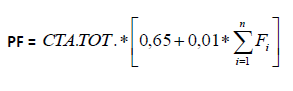 PF = CTA.TOT.*[0,65+0,01*∑_{i=1}^{n}F_i]